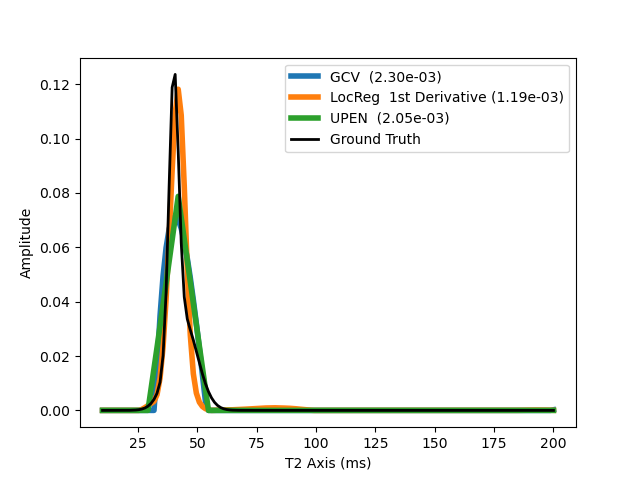 GCV (2.30e-03)
LocReg 1st Derivative (1.19e-03)
UPEN (2.05e-03)
Ground Truth
0.12
0.10
0.08
0.06
0.04
0.02
0.00
Amplitude
25 50 75 100 125 150 175 200
T2 Axis (ms)